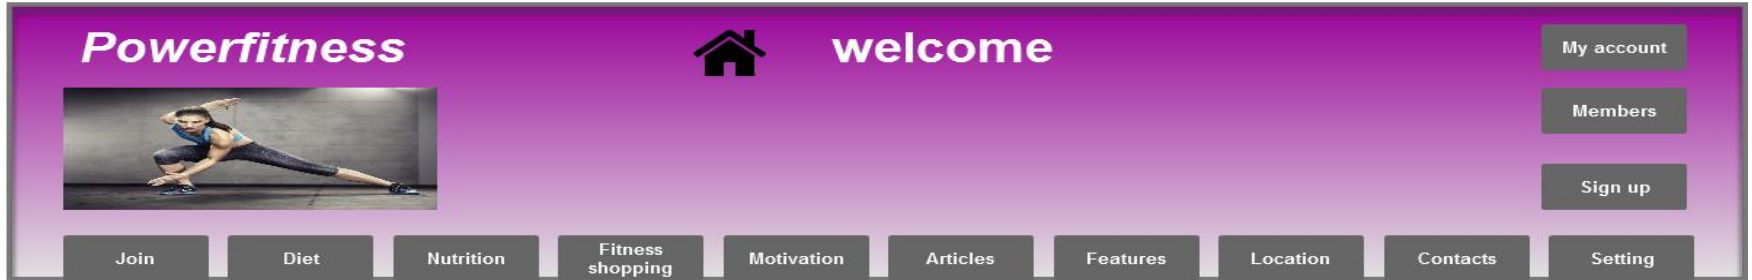 Powerfitness
welcome
My account
Members
Sign up
Join
Diet
Nutrition
Fitness
shopping
Motivation
Articles
Features
Location
Contacts
Setting